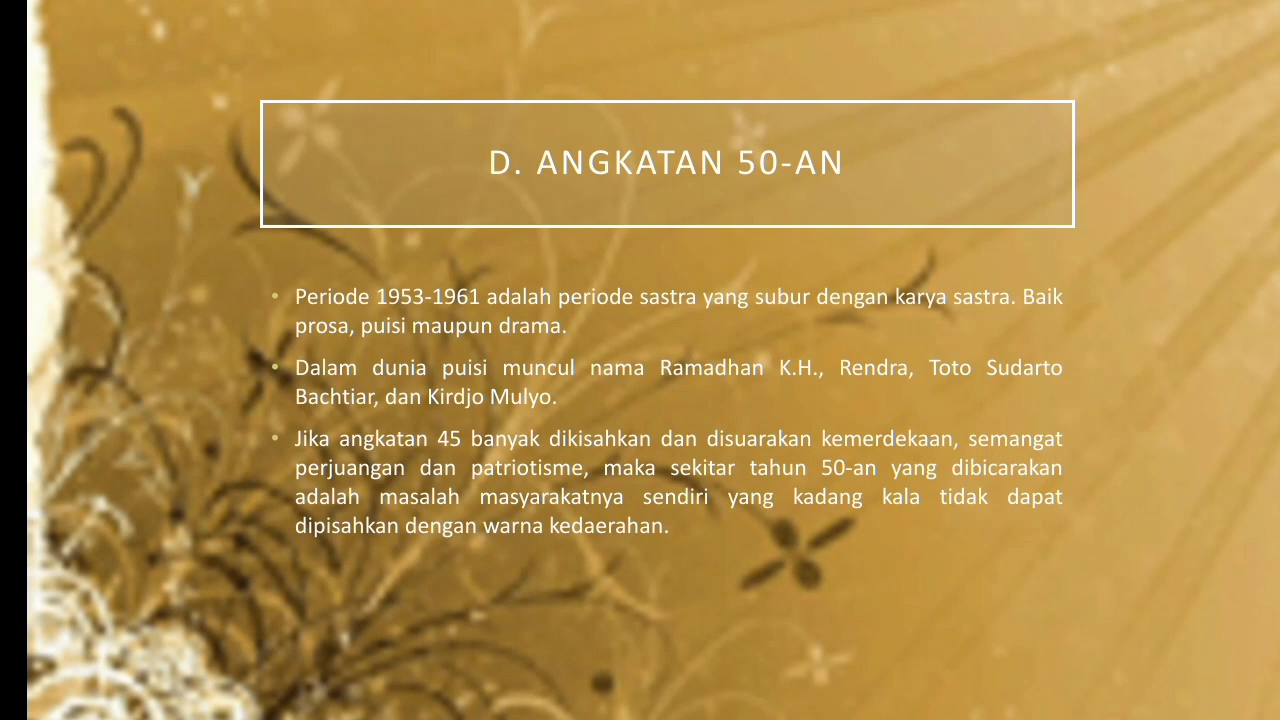 D. ANGKATAN 50-AN
• Periode 1953-1961 adalah periode sastra yang subur dengan karya sastra. Baik
prosa, puisi maupun drama.
• Dalam dunia puisi muncul nama Ramadhan K.H., Rendra, Toto Sudarto
Bachtiar, dan Kirdjo Mulyo.
• Jika angkatan 45 banyak dikisahkan dan disuarakan kemerdekaan, semangat
perjuangan dan patriotisme, maka sekitar tahun 50-an yang dibicarakan
adalah masalah masyarakatnya sendiri yang kadang kala tidak dapat
dipisahkan dengan warna kedaerahan.